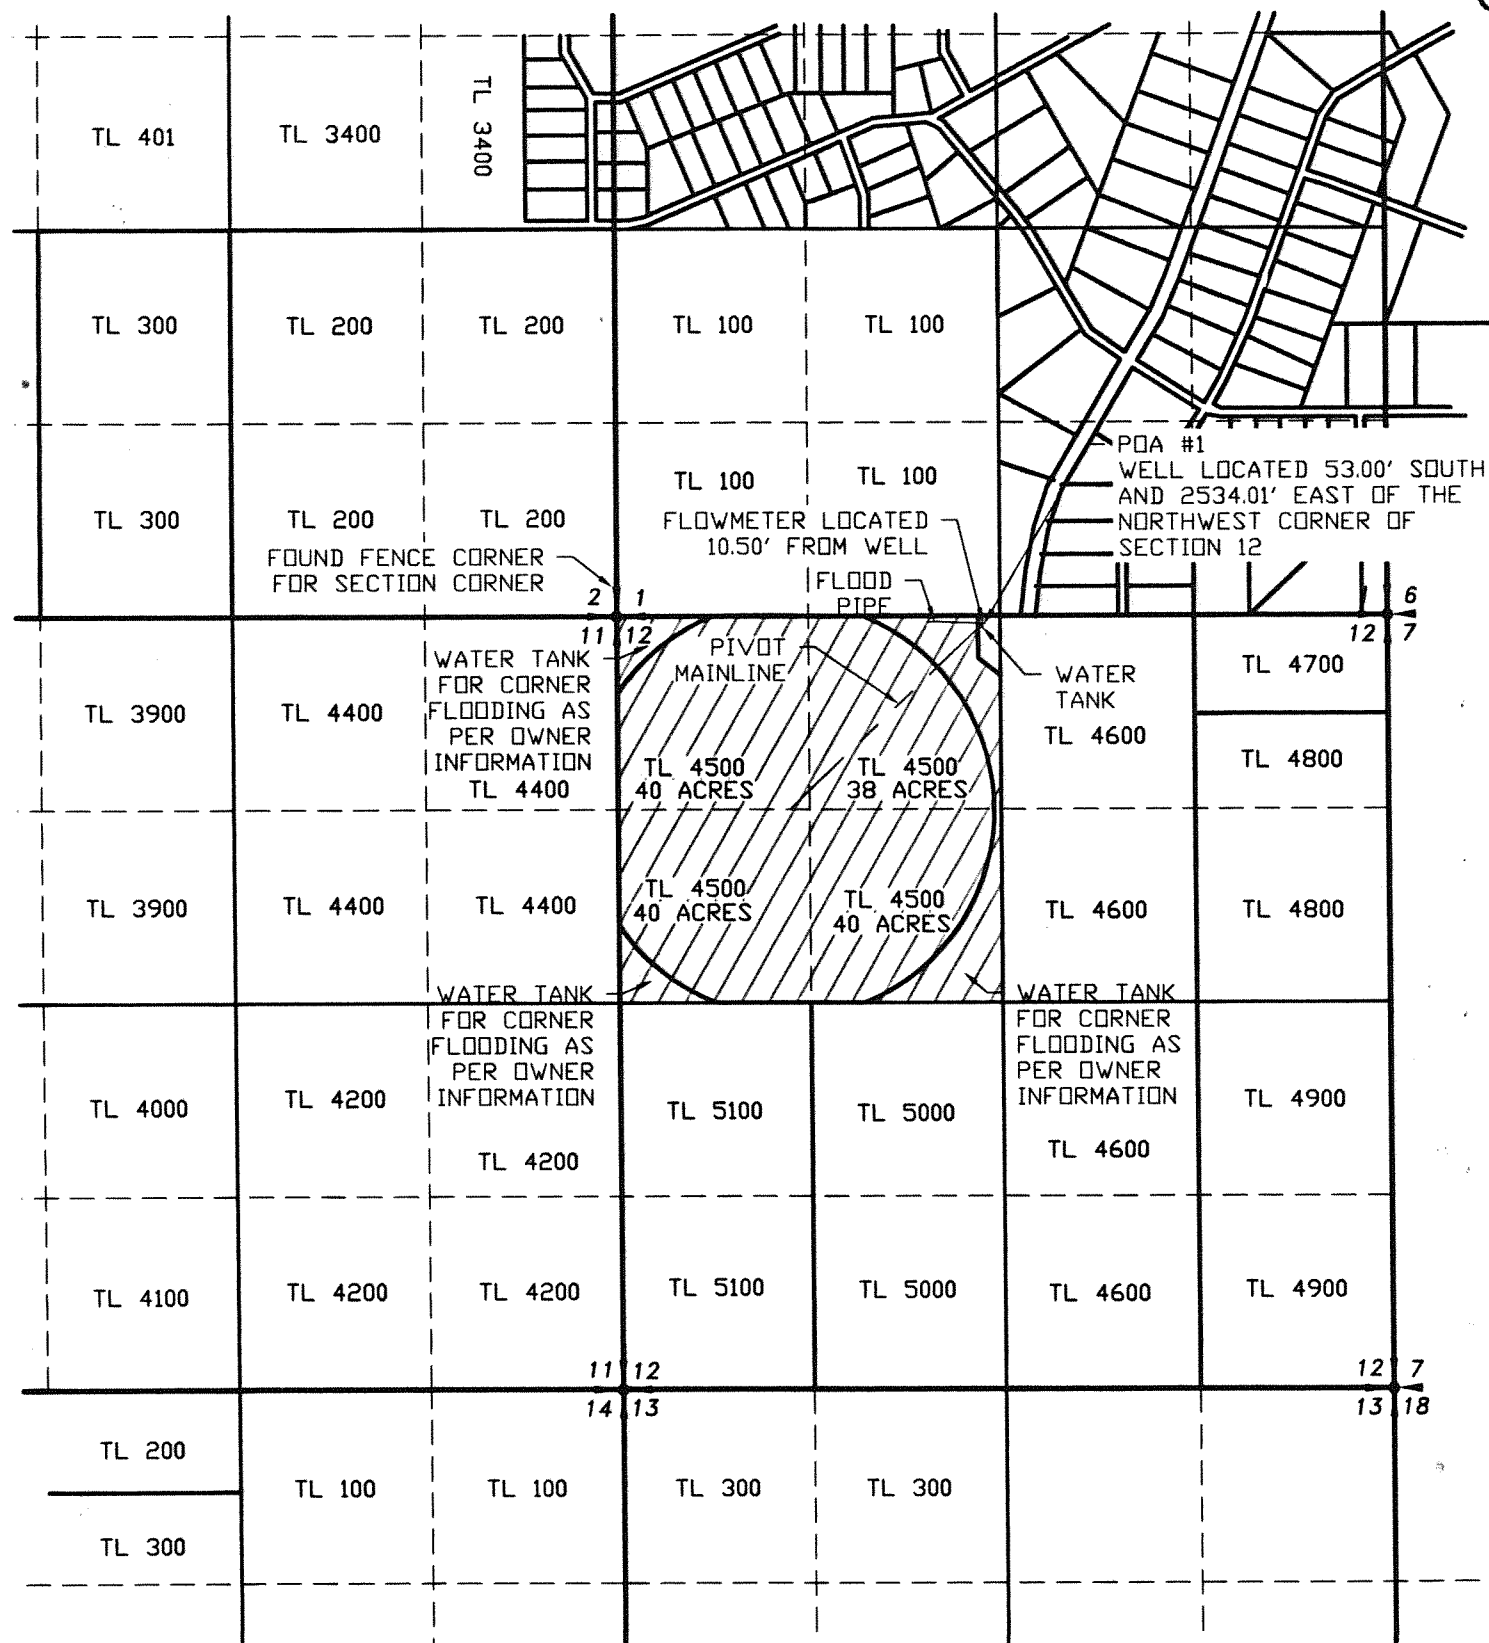 TL 401
TL 3400
TL 3400
TL 300
TL 200
TL 200
TL 100
TL 100
POA #1
WELL LOCATED 53.00' SOUTH
AND 2534.01' EAST OF THE
NORTHWEST CORNER OF
SECTION 12
TL 300
TL 200
TL 200
TL 100
TL 100
FLOWMETER LOCATED
10.50' FROM WELL
FOUND FENCE CORNER
FOR SECTION CORNER
FLOOD
PIPE
2 1
11 12
1 6
12 7
WATER TANK
FOR CORNER
FLOODING AS
PER OWNER
INFORMATION
PIVOT
MAINLINE
WATER
TANK
TL 3900
TL 4400
TL 4400
TL 4500
40 ACRES
TL 4500
38 ACRES
TL 4600
TL 4700
TL 4800
TL 3900
TL 4400
TL 4400
TL 4500
40 ACRES
TL 4500
40 ACRES
TL 4600
TL 4800
WATER TANK
FOR CORNER
FLOODING AS
PER OWNER
INFORMATION
WATER TANK
FOR CORNER
FLOODING AS
PER OWNER
INFORMATION
TL 4000
TL 4200
TL 4200
TL 5100
TL 5000
TL 4600
TL 4900
TL 4100
TL 4200
TL 4200
TL 5100
TL 5000
TL 4600
TL 4900
11 12
14 13
12 7
13 18
TL 200
TL 100
TL 100
TL 300
TL 300
TL 300